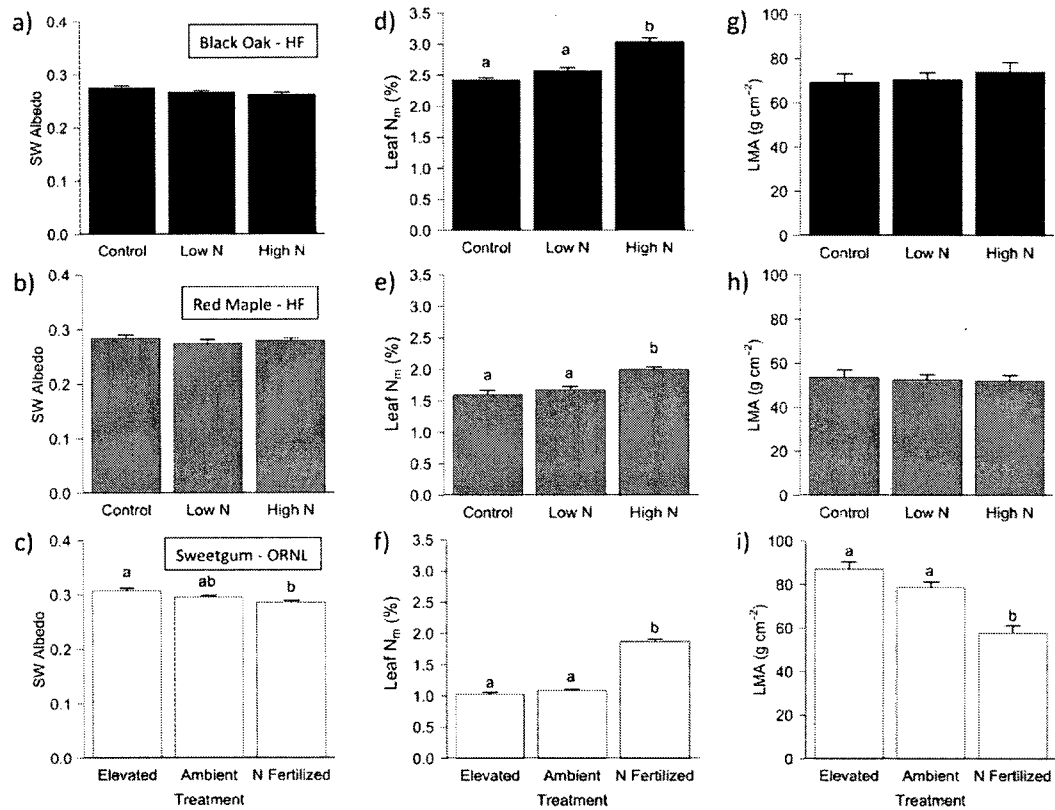 a)
Black Oak - HF
SW Albedo
0.4
0.3
0.2
0.1
0.0
Control Low N High N
d)
Leaf Nm (%)
3.5
3.0
2.5
2.0
1.5
1.0
0.5
0.0
a a b
Control Low N High N
g)
LMA (g cm⁻²)
100
80
60
40
20
0
Control Low N High N
b)
Red Maple - HF
SW Albedo
0.4
0.3
0.2
0.1
0.0
Control Low N High N
e)
Leaf Nm (%)
3.5
3.0
2.5
2.0
1.5
1.0
0.5
0.0
a a b
Control Low N High N
h)
LMA (g cm⁻²)
100
80
60
40
20
0
Control Low N High N
c)
Sweetgum - ORNL
SW Albedo
0.4
0.3
0.2
0.1
0.0
a ab b
Elevated Ambient N Fertilized
Treatment
f)
Leaf Nm (%)
3.5
3.0
2.5
2.0
1.5
1.0
0.5
0.0
a a b
Elevated Ambient N Fertilized
Treatment
i)
LMA (g cm⁻²)
100
80
60
40
20
0
a a b
Elevated Ambient N Fertilized
Treatment